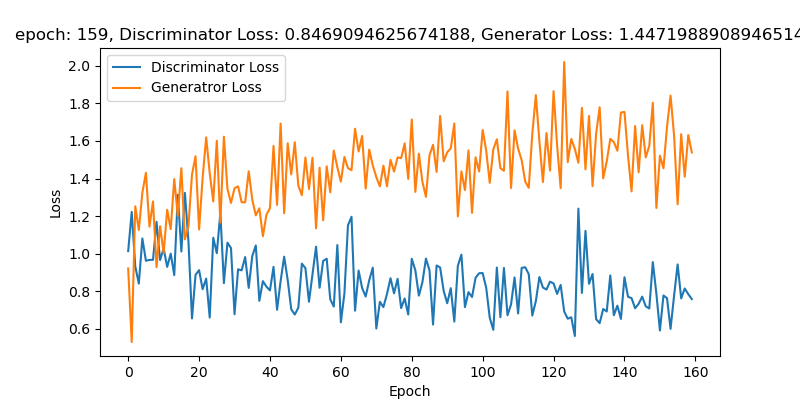 epoch: 159, Discriminator Loss: 0.8469094625674188, Generator Loss: 1.4471988908946514
Discriminator Loss
Generatror Loss
2.0
1.8
1.6
1.4
1.2
1.0
0.8
0.6
Loss
0 20 40 60 80 100 120 140 160
Epoch